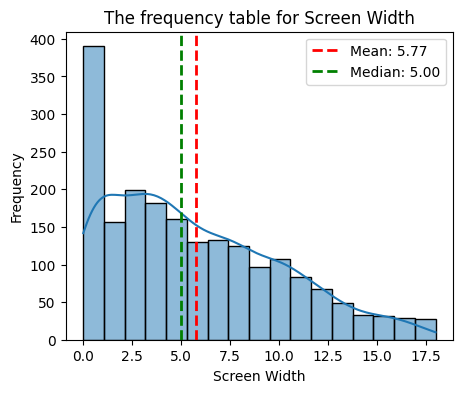 The frequency table for Screen Width
Mean: 5.77
Median: 5.00
Frequency
400
350
300
250
200
150
100
50
0
0.0 2.5 5.0 7.5 10.0 12.5 15.0 17.5
Screen Width